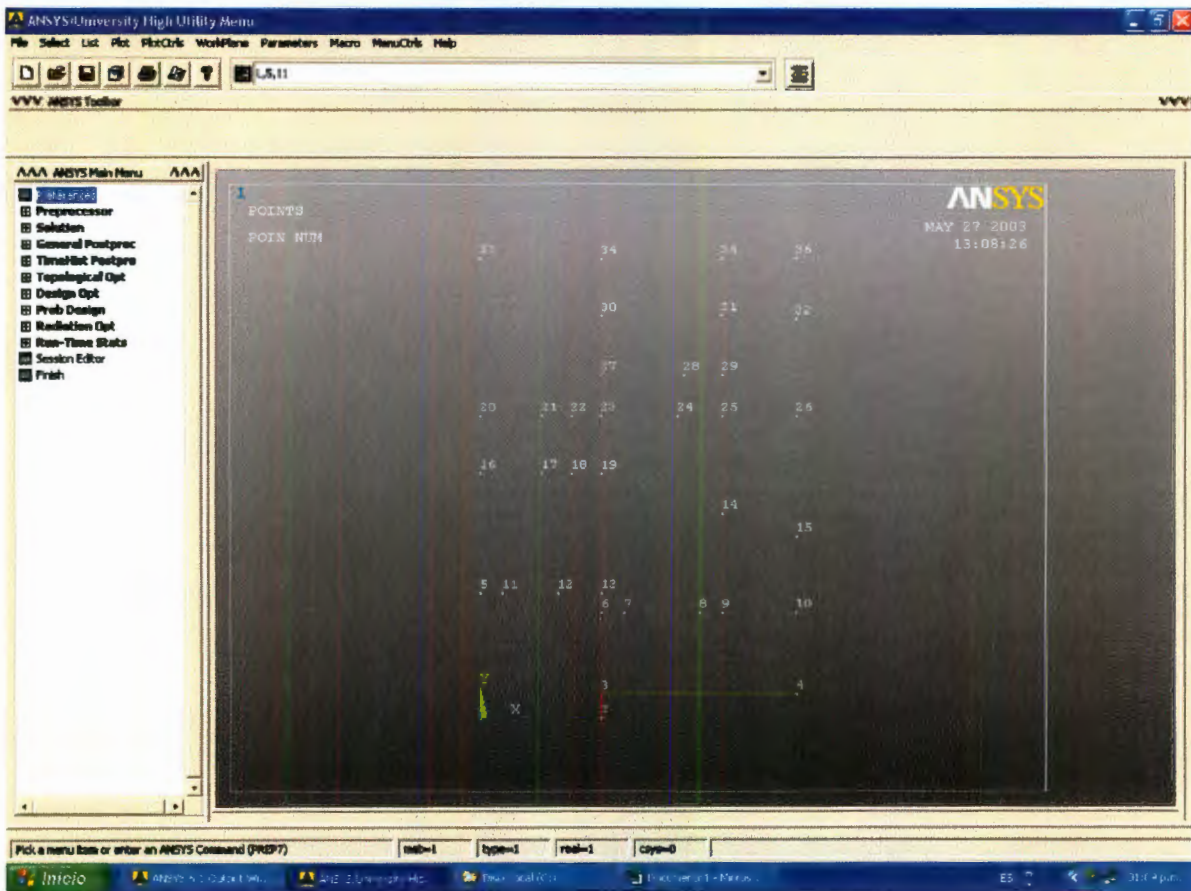 ANSYS/University High Utility Menu
File Select List Plot PlotCtrls WorkPlane Parameters Macro MenuCtrls Help
L,5,11
ANSYS Toolbar
ANSYS Main Menu
Preferences
Preprocessor
Solution
General Postproc
TimeHist Postpro
Topological Opt
Design Opt
Prob Design
Radiation Opt
Run-Time Stats
Session Editor
Finish
1
ANSYS
POINTS
POIN NUM
MAY 27 2003
13:08:26
33 34 36
30 31 32
28 29
20 21 22 23 24 25 26
16 17 18 19
14
15
5 11 12 13
6 7 8 9 10
3 4
Y
X
Pick a menu item or enter an ANSYS Command (PREP7)
mat=1
type=1
real=1
csys=0
Inicio
ES